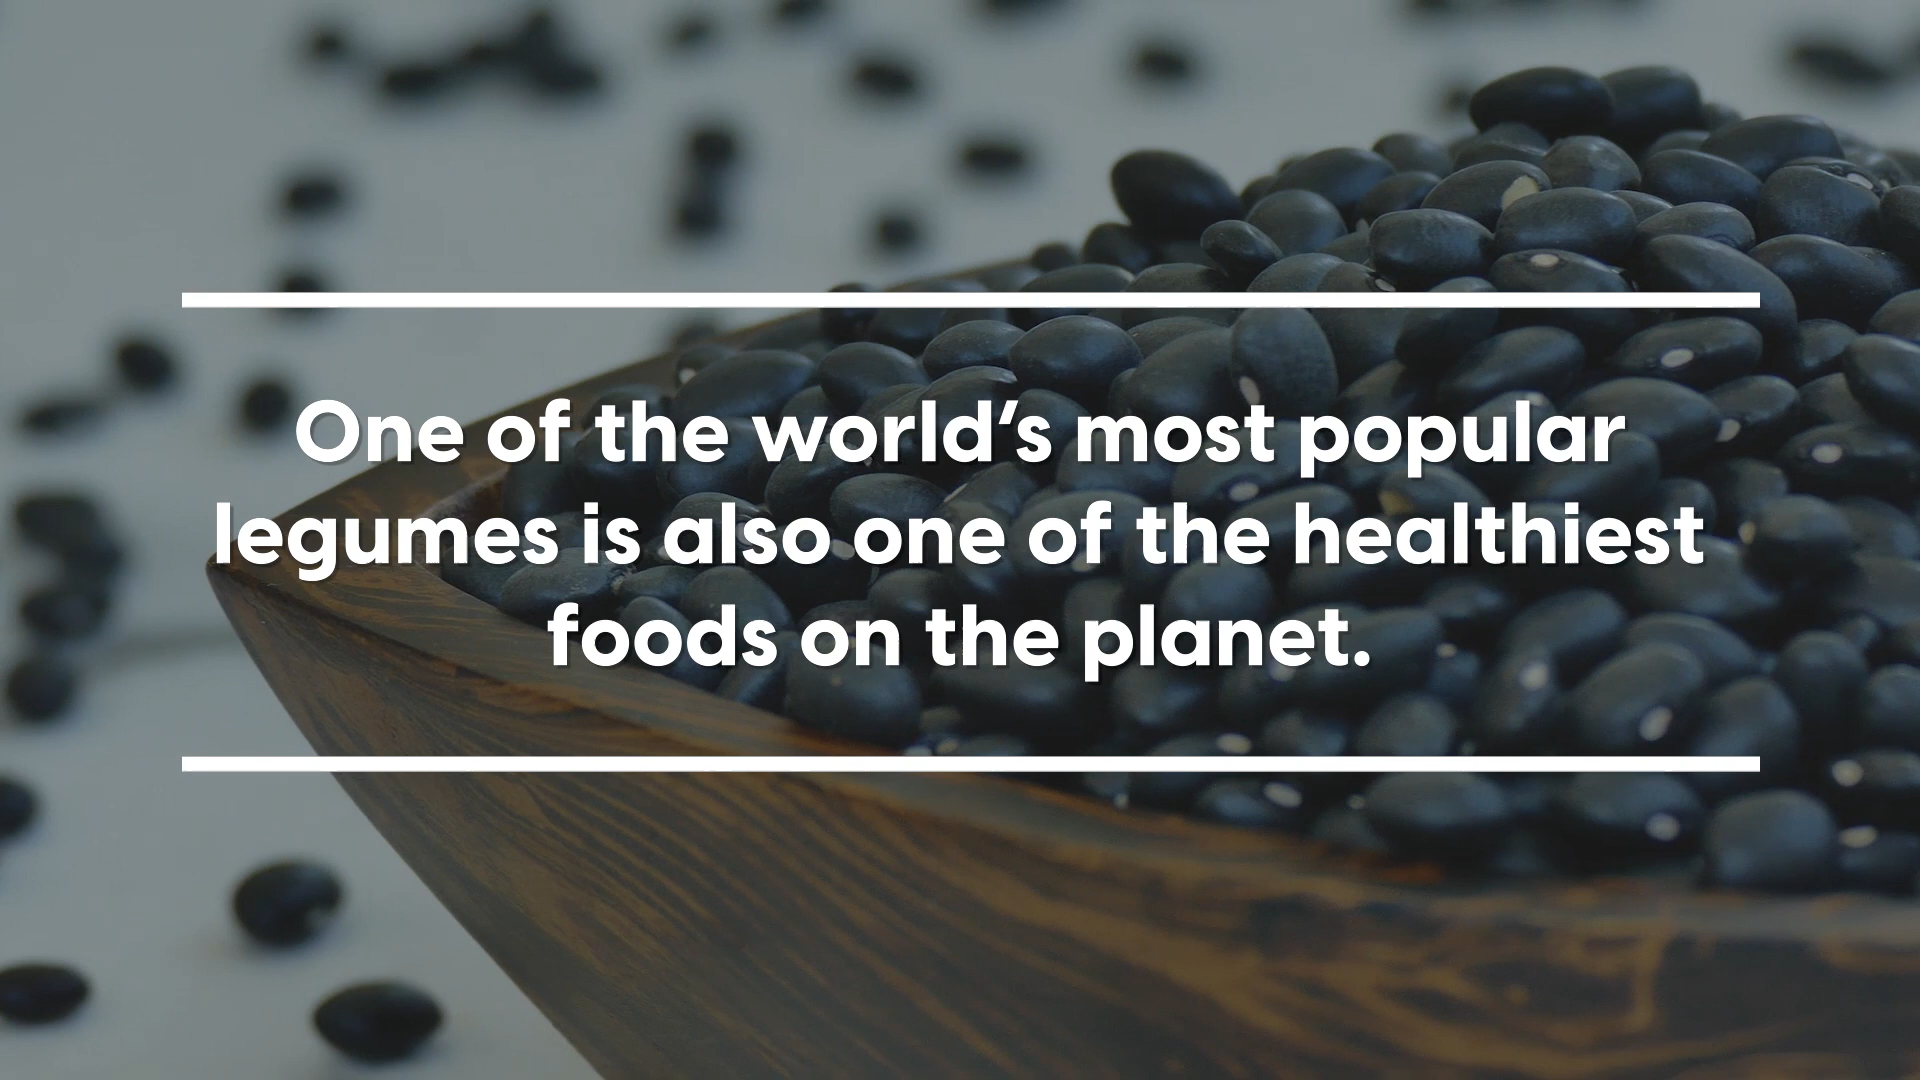 One of the world's most popular
legumes is also one of the healthiest
foods on the planet.